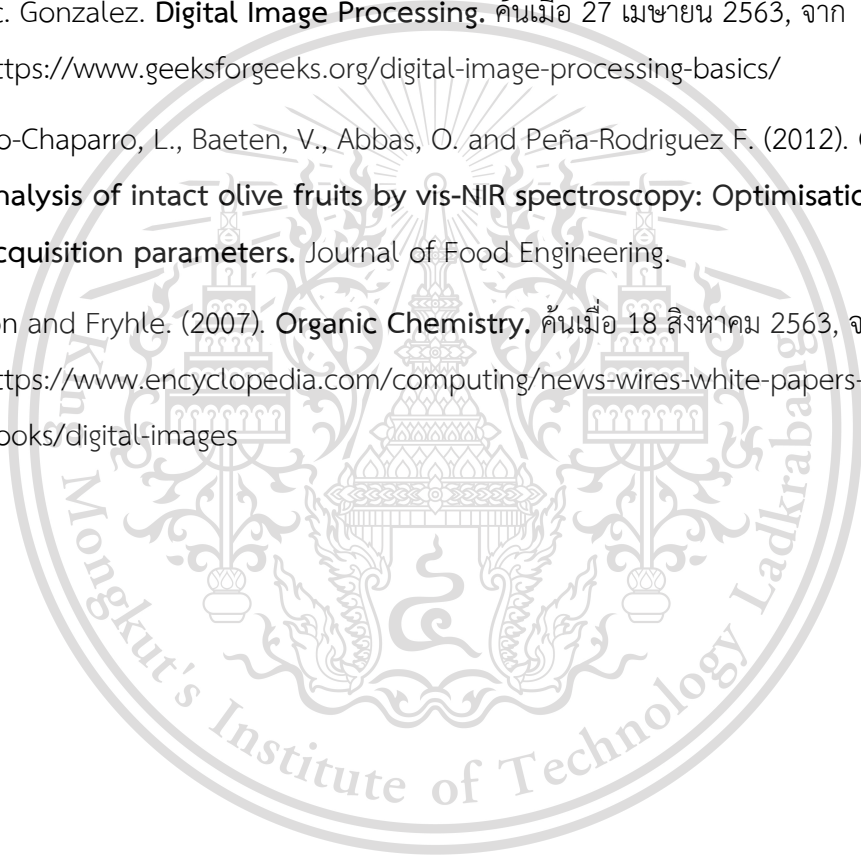 c. Gonzalez. Digital Image Processing. ค้นเมื่อ 27 เมษายน 2563, จาก
ttps://www.geeksforgeeks.org/digital-image-processing-basics/
o-Chaparro, L., Baeten, V., Abbas, O. and Peña-Rodriguez F. (2012).
nalysis of intact olive fruits by vis-NIR spectroscopy: Optimisatio
cquisition parameters. Journal of Food Engineering.
on and Fryhle. (2007). Organic Chemistry. ค้นเมื่อ 18 สิงหาคม 2563, จ
ttps://www.encyclopedia.com/computing/news-wires-white-papers-
ooks/digital-images
King Mongkut's Institute of Technology Ladkrabang